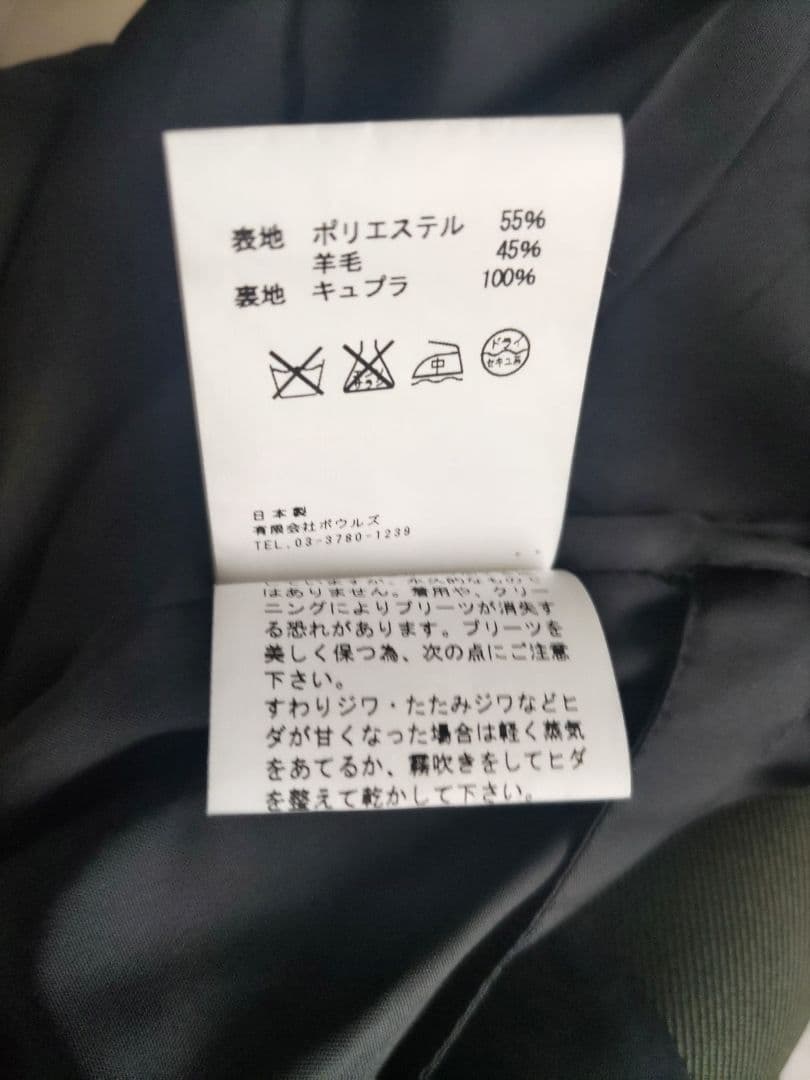 表地 ポリエステル 55%
羊毛 45%
裏地 キュプラ 100%
中
ドライ
セキユ系
日本製
有限会社ボウルズ
TEL.03-3780-1239
はありません。着用や、クリー
ニングによりプリーツが消失す
る恐れがあります。プリーツを
美しく保つ為、次の点にご注意
下さい。
すわりジワ・たたみジワなどヒ
ダが甘くなった場合は軽く蒸気
をあてるか、霧吹きをしてヒダ
を整えて乾かして下さい。